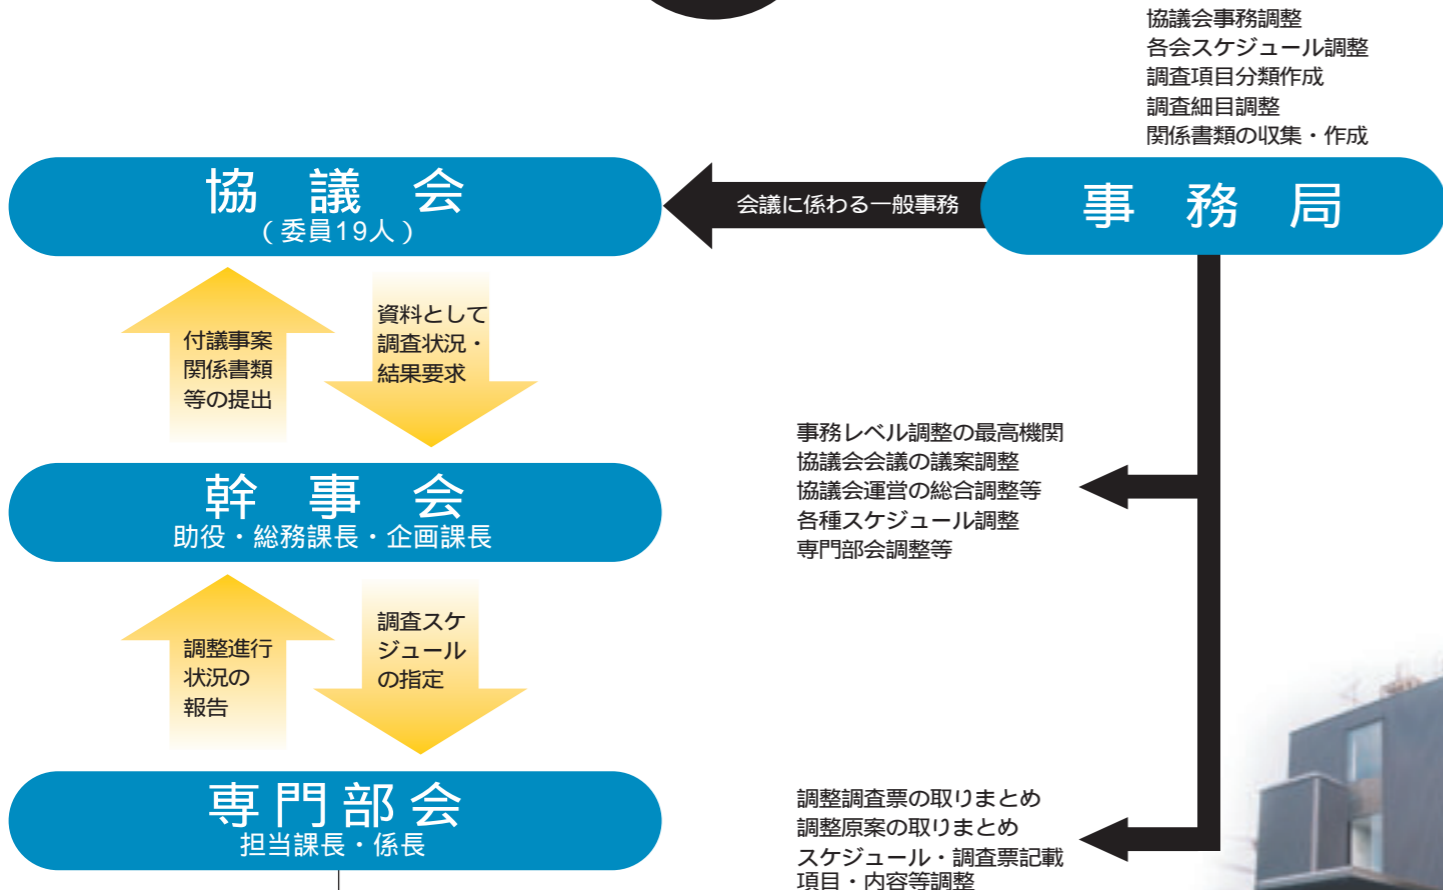 協議会事務調整
各会スケジュール調整
調査項目分類作成
調査細目調整
関係書類の収集・作成
協議会
（委員19人）
会議に係わる一般事務
事務局
付議事案
関係書類
等の提出
資料として
調査状況・
結果要求
事務レベル調整の最高機関
協議会会議の議案調整
協議会運営の総合調整等
各種スケジュール調整
専門部会調整等
幹事会
助役・総務課長・企画課長
調整進行
状況の
報告
調査スケ
ジュール
の指定
専門部会
担当課長・係長
調整調査票の取りまとめ
調整原案の取りまとめ
スケジュール・調査票記載
項目・内容等調整